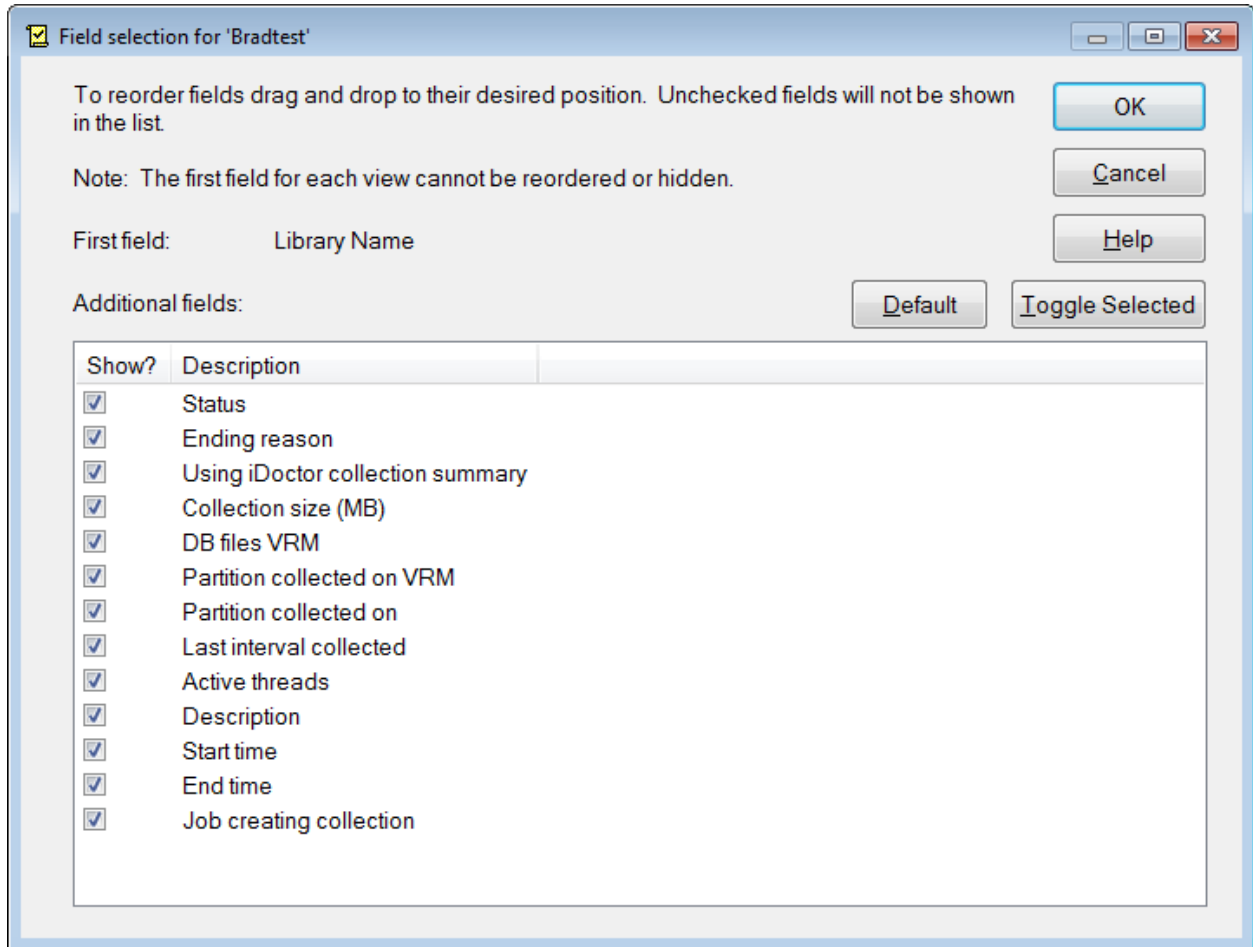 Field selection for 'Bradtest'
To reorder fields drag and drop to their desired position.  Unchecked fields will not be shown
in the list.
OK
Note:  The first field for each view cannot be reordered or hidden.
Cancel
First field: Library Name
Help
Additional fields:
Default
Toggle Selected
Show? Description
Status
Ending reason
Using iDoctor collection summary
Collection size (MB)
DB files VRM
Partition collected on VRM
Partition collected on
Last interval collected
Active threads
Description
Start time
End time
Job creating collection